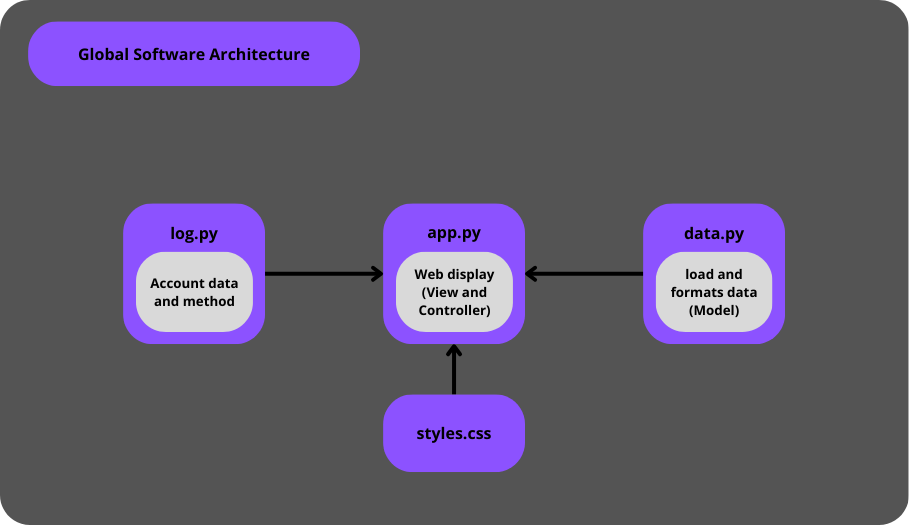 Global Software Architecture
log.py
Account data
and method
app.py
Web display
(View and
Controller)
data.py
load and
formats data
(Model)
styles.css